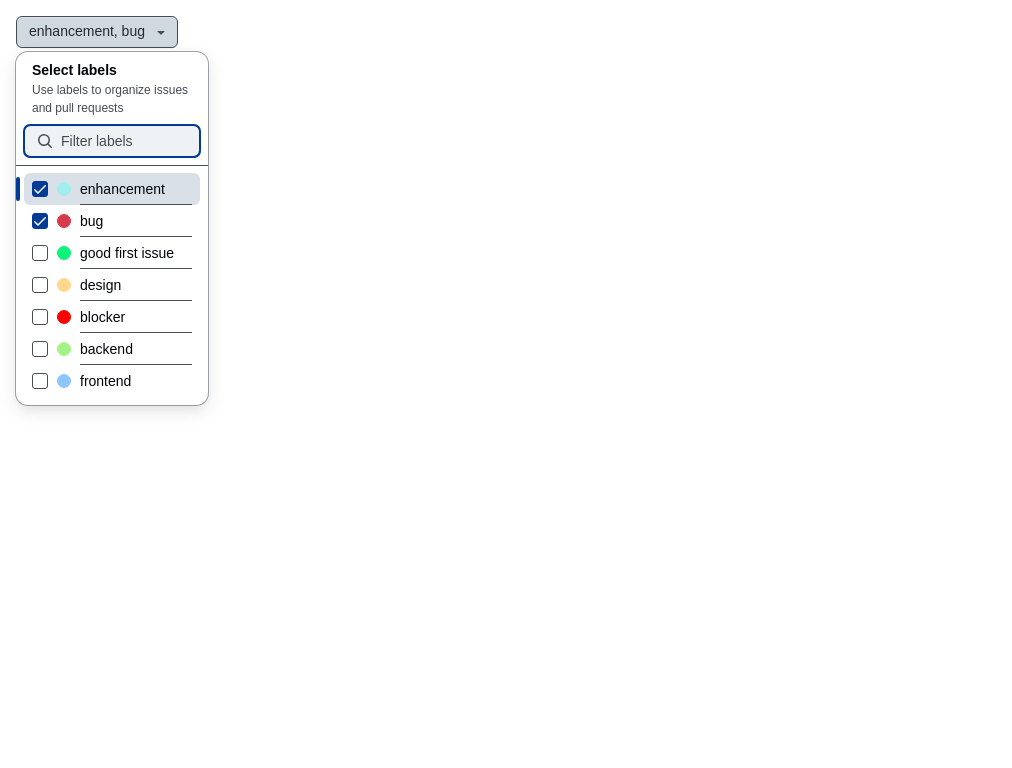 enhancement, bug
Select labels
Use labels to organize issues
and pull requests
Filter labels
enhancement
bug
good first issue
design
blocker
backend
frontend